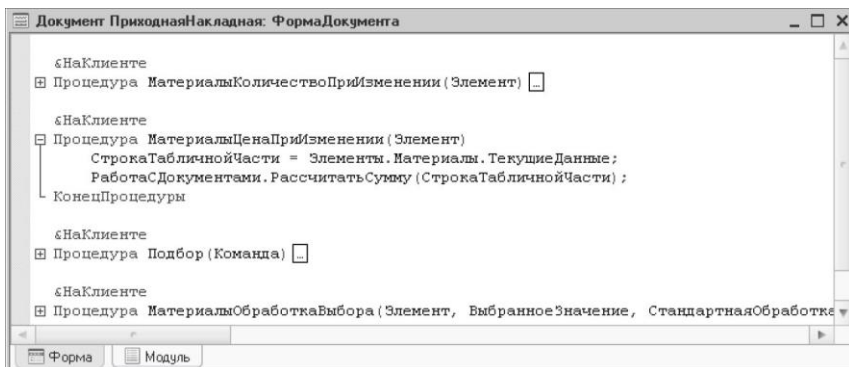 Документ ПриходнаяНакладная: ФормаДокумента
&НаКлиенте
Процедура МатериалыКоличествоПриИзменении(Элемент) ...
&НаКлиенте
Процедура МатериалыЦенаПриИзменении(Элемент)
СтрокаТабличнойЧасти = Элементы.Материалы.ТекущиеДанные;
РаботаСДокументами.РассчитатьСумму(СтрокаТабличнойЧасти);
КонецПроцедуры
&НаКлиенте
Процедура Подбор(Команда) ...
&НаКлиенте
Процедура МатериалыОбработкаВыбора(Элемент, ВыбранноеЗначение, СтандартнаяОбработка
Форма Модуль